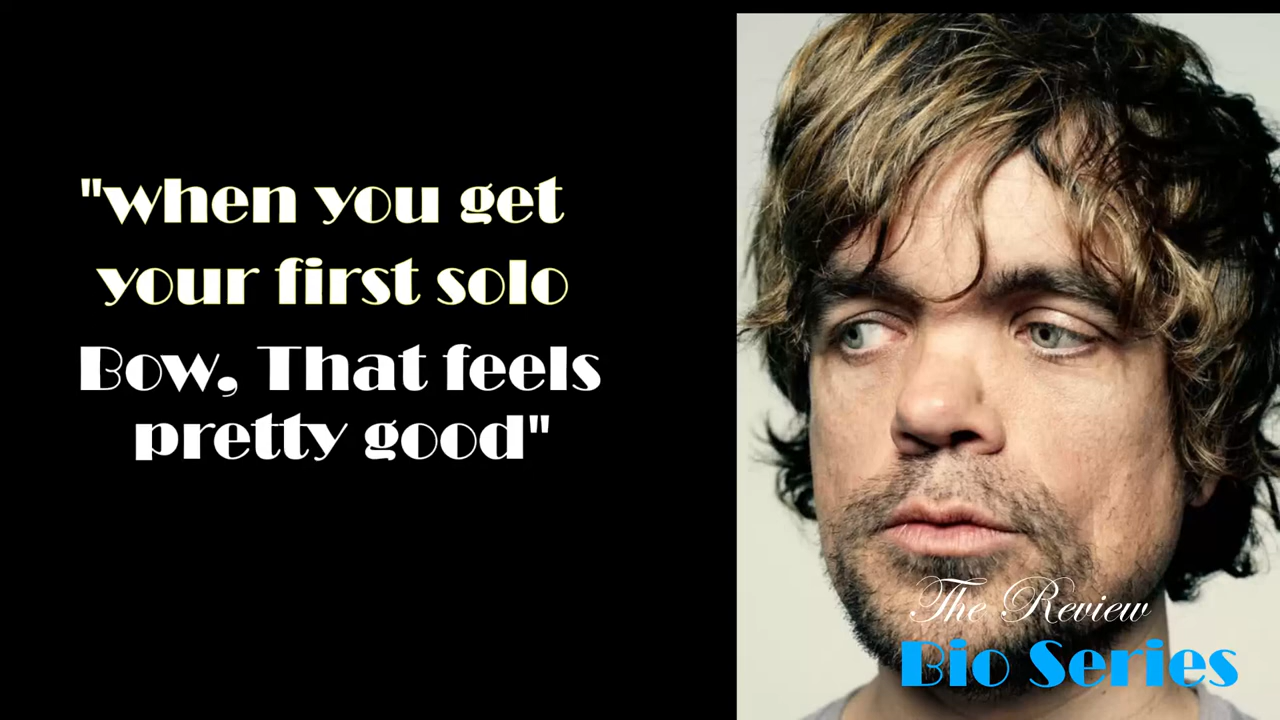 "when you get
your first solo
Bow, That feels
pretty good"
The Review
Bio Series